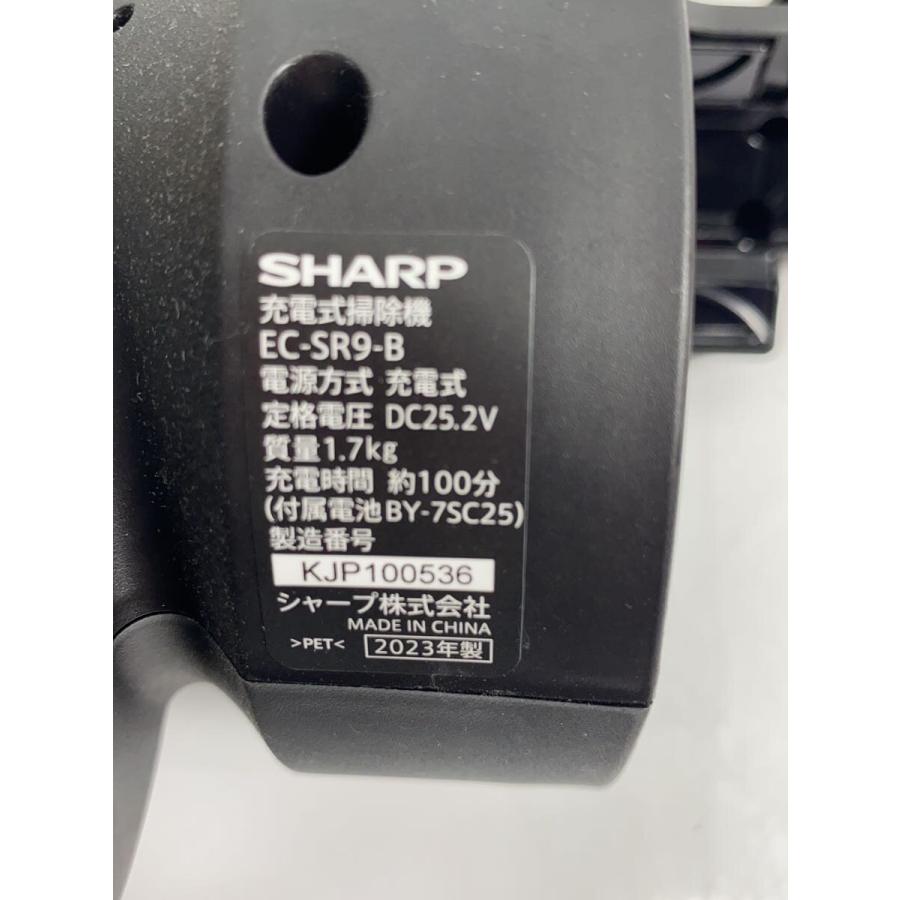 SHARP
充電式掃除機
EC-SR9-B
電源方式 充電式
定格電圧 DC25.2V
質量1.7kg
充電時間 約100分
(付属電池BY-7SC25)
製造番号
KJP100536
シャープ株式会社
MADE IN CHINA
>PET< 2023年製